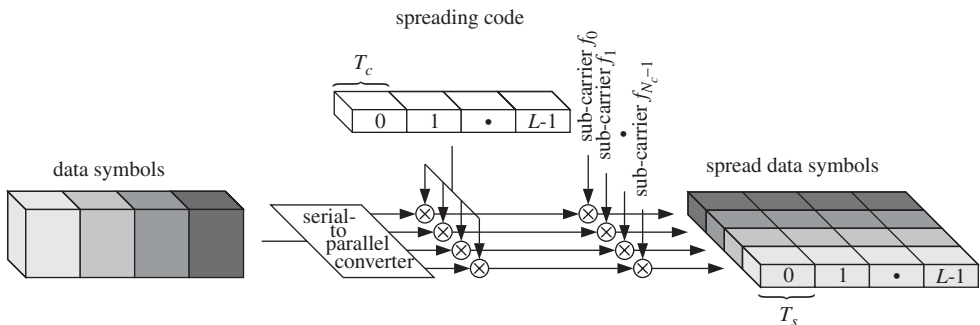 spreading code
T_c
0 1 • L-1
sub-carrier f_0
sub-carrier f_1
•
sub-carrier f_{N_c-1}
data symbols
serial-
to
parallel
converter
spread data symbols
0 1 • L-1
T_s